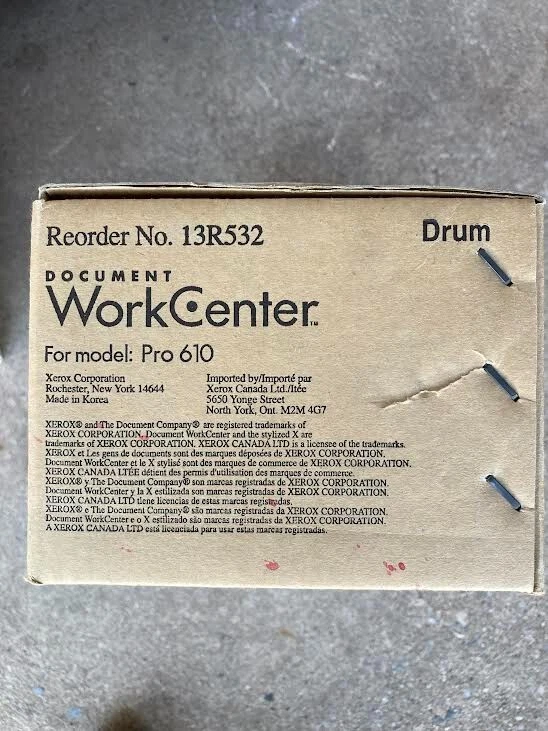 Reorder No. 13R532
Drum
DOCUMENT
WorkCenter™
For model: Pro 610
Xerox Corporation
Rochester, New York 14644
Made in Korea
Imported by/Importé par
Xerox Canada Ltd./ltée
5650 Yonge Street
North York, Ont. M2M 4G7
XEROX® and The Document Company® are registered trademarks of
XEROX CORPORATION. Document WorkCenter and the stylized X are
trademarks of XEROX CORPORATION. XEROX CANADA LTD is a licensee of the trademarks.
XEROX et Les gens de documents sont des marques déposées de XEROX CORPORATION.
Document WorkCenter et le X stylisé sont des marques de commerce de XEROX CORPORATION.
XEROX CANADA LTÉE détient des permis d'utilisation des marques de commerce.
XEROX® y The Document Company® son marcas registradas de XEROX CORPORATION.
Document WorkCenter y la X estilizada son marcas registradas de XEROX CORPORATION.
XEROX CANADA LTD tiene licencias de estas marcas registradas.
XEROX® e The Document Company® são marcas registradas da XEROX CORPORATION.
Document WorkCenter e o X estilizado são marcas registradas da XEROX CORPORATION.
A XEROX CANADA LTD está licenciada para usar estas marcas registradas.